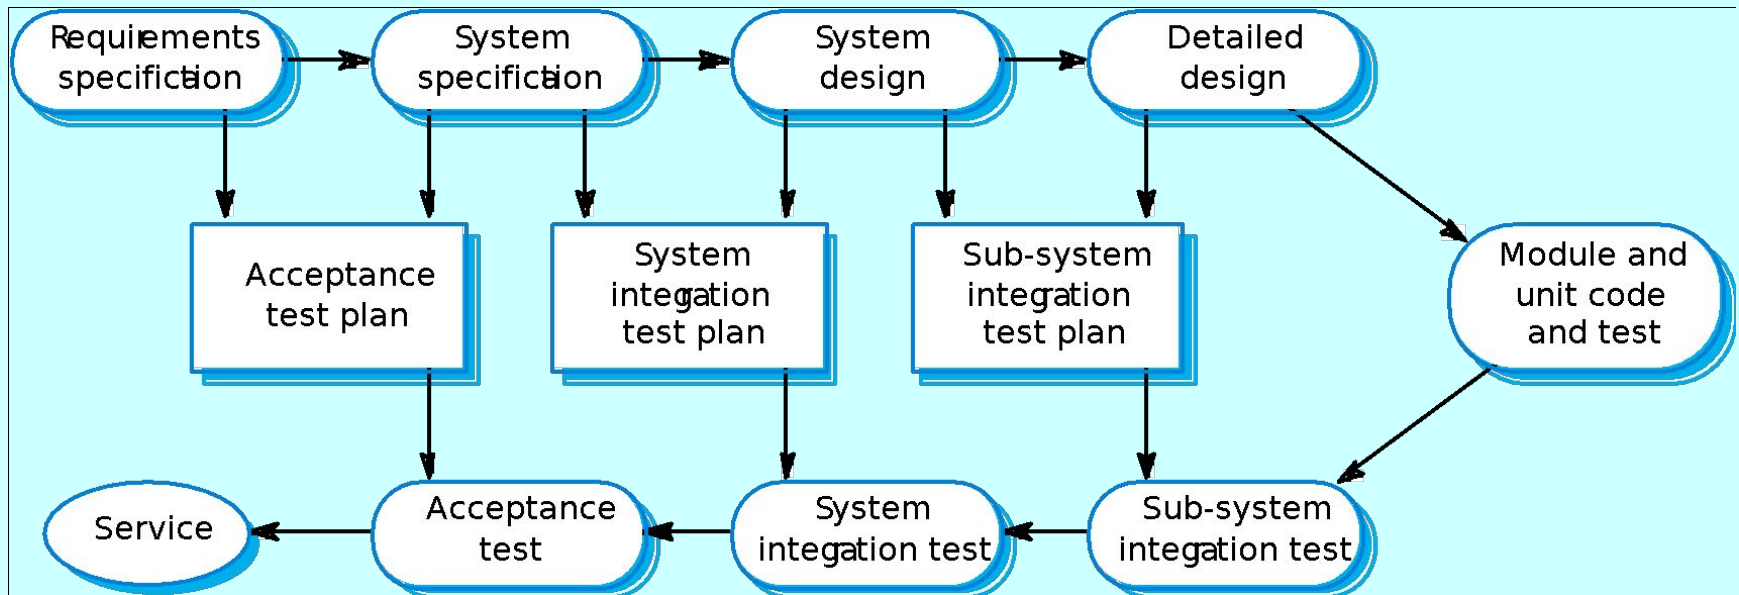 Requirements
specification
System
specification
System
design
Detailed
design
Acceptance
test plan
System
integration
test plan
Sub-system
integration
test plan
Module and
unit code
and test
Service
Acceptance
test
System
integration test
Sub-system
integration test